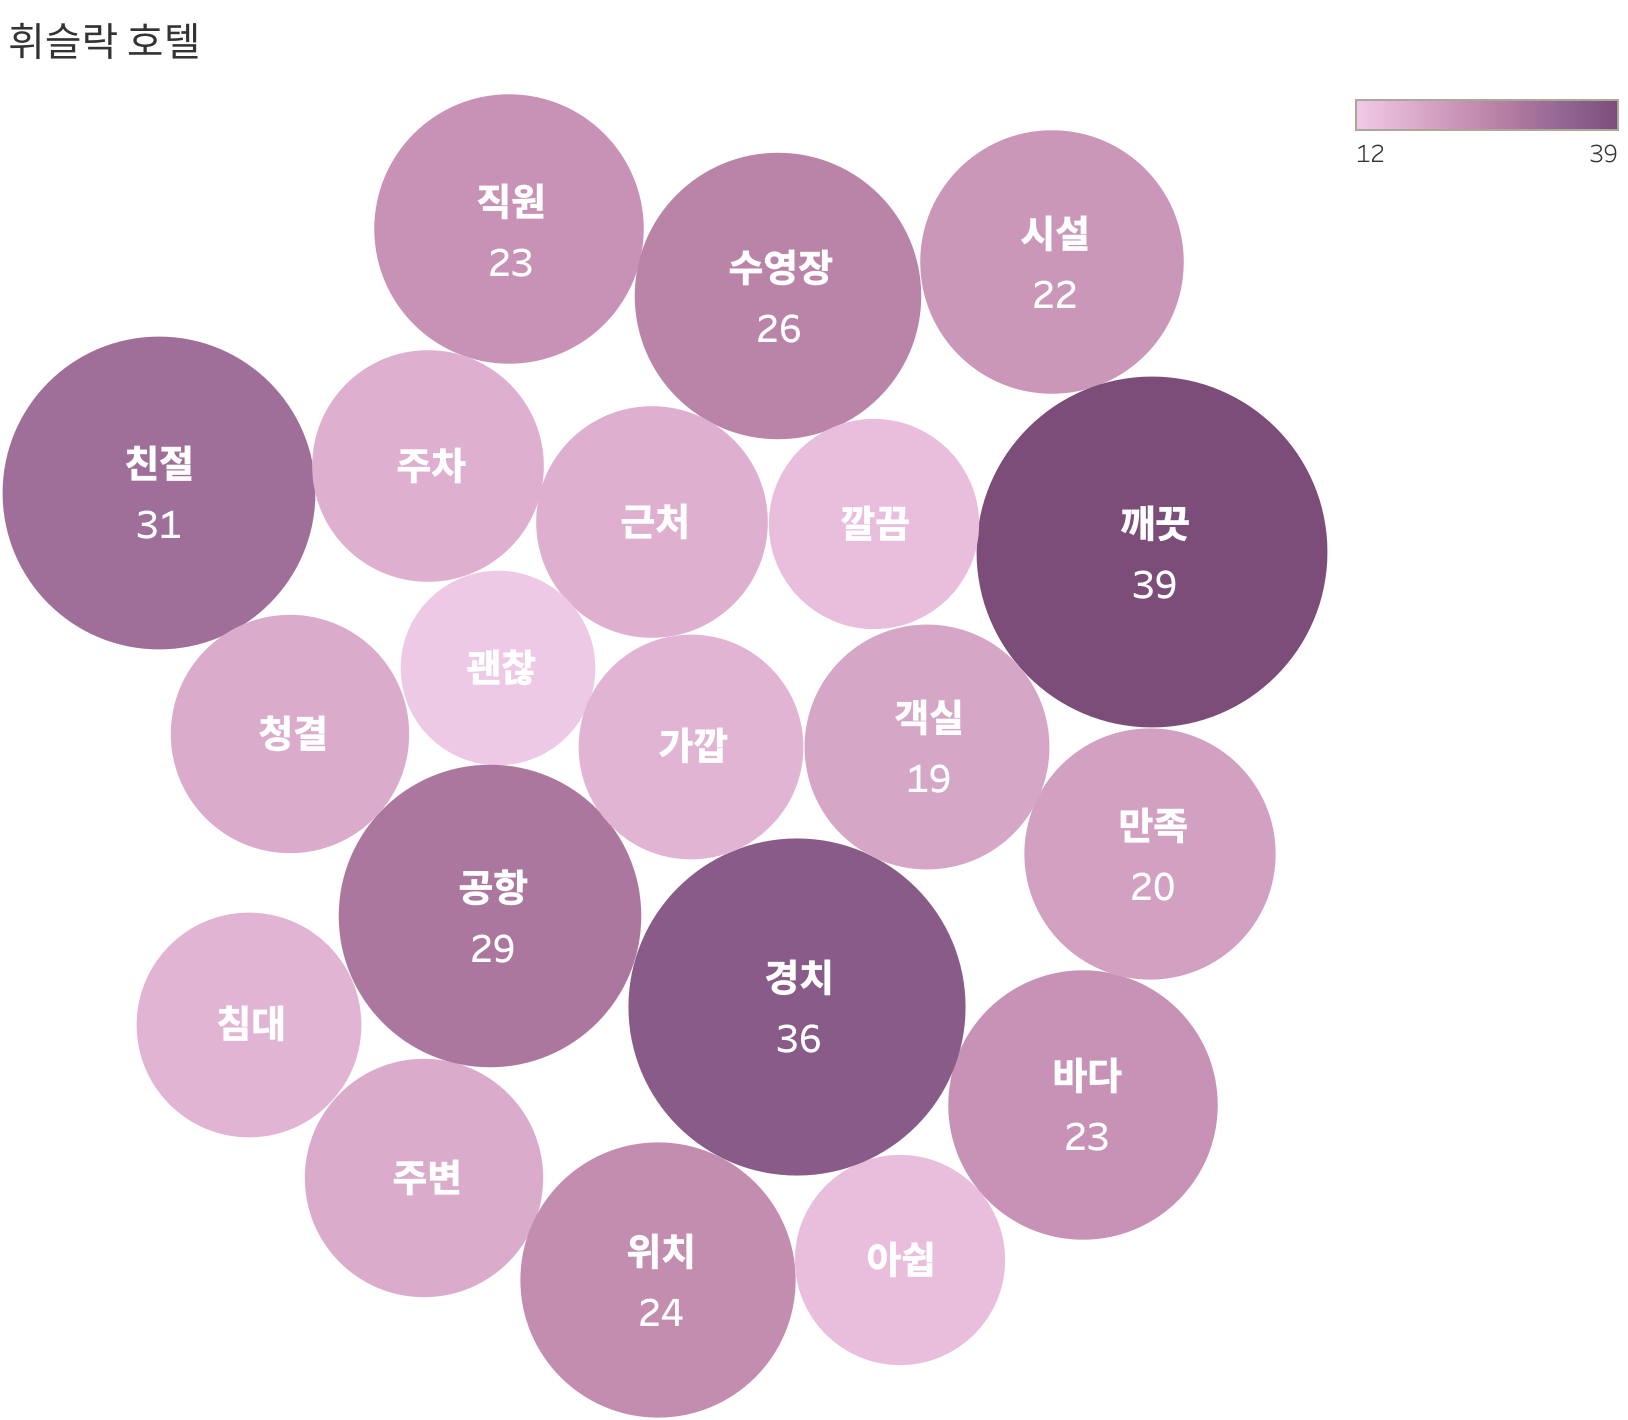 휘슬락 호텔
12
39
직원
23
수영장
26
시설
22
친절
31
주차
근처
깔끔
깨끗
39
괜찮
청결
가깝
객실
19
만족
20
공항
29
경치
36
침대
바다
23
주변
위치
24
아쉽